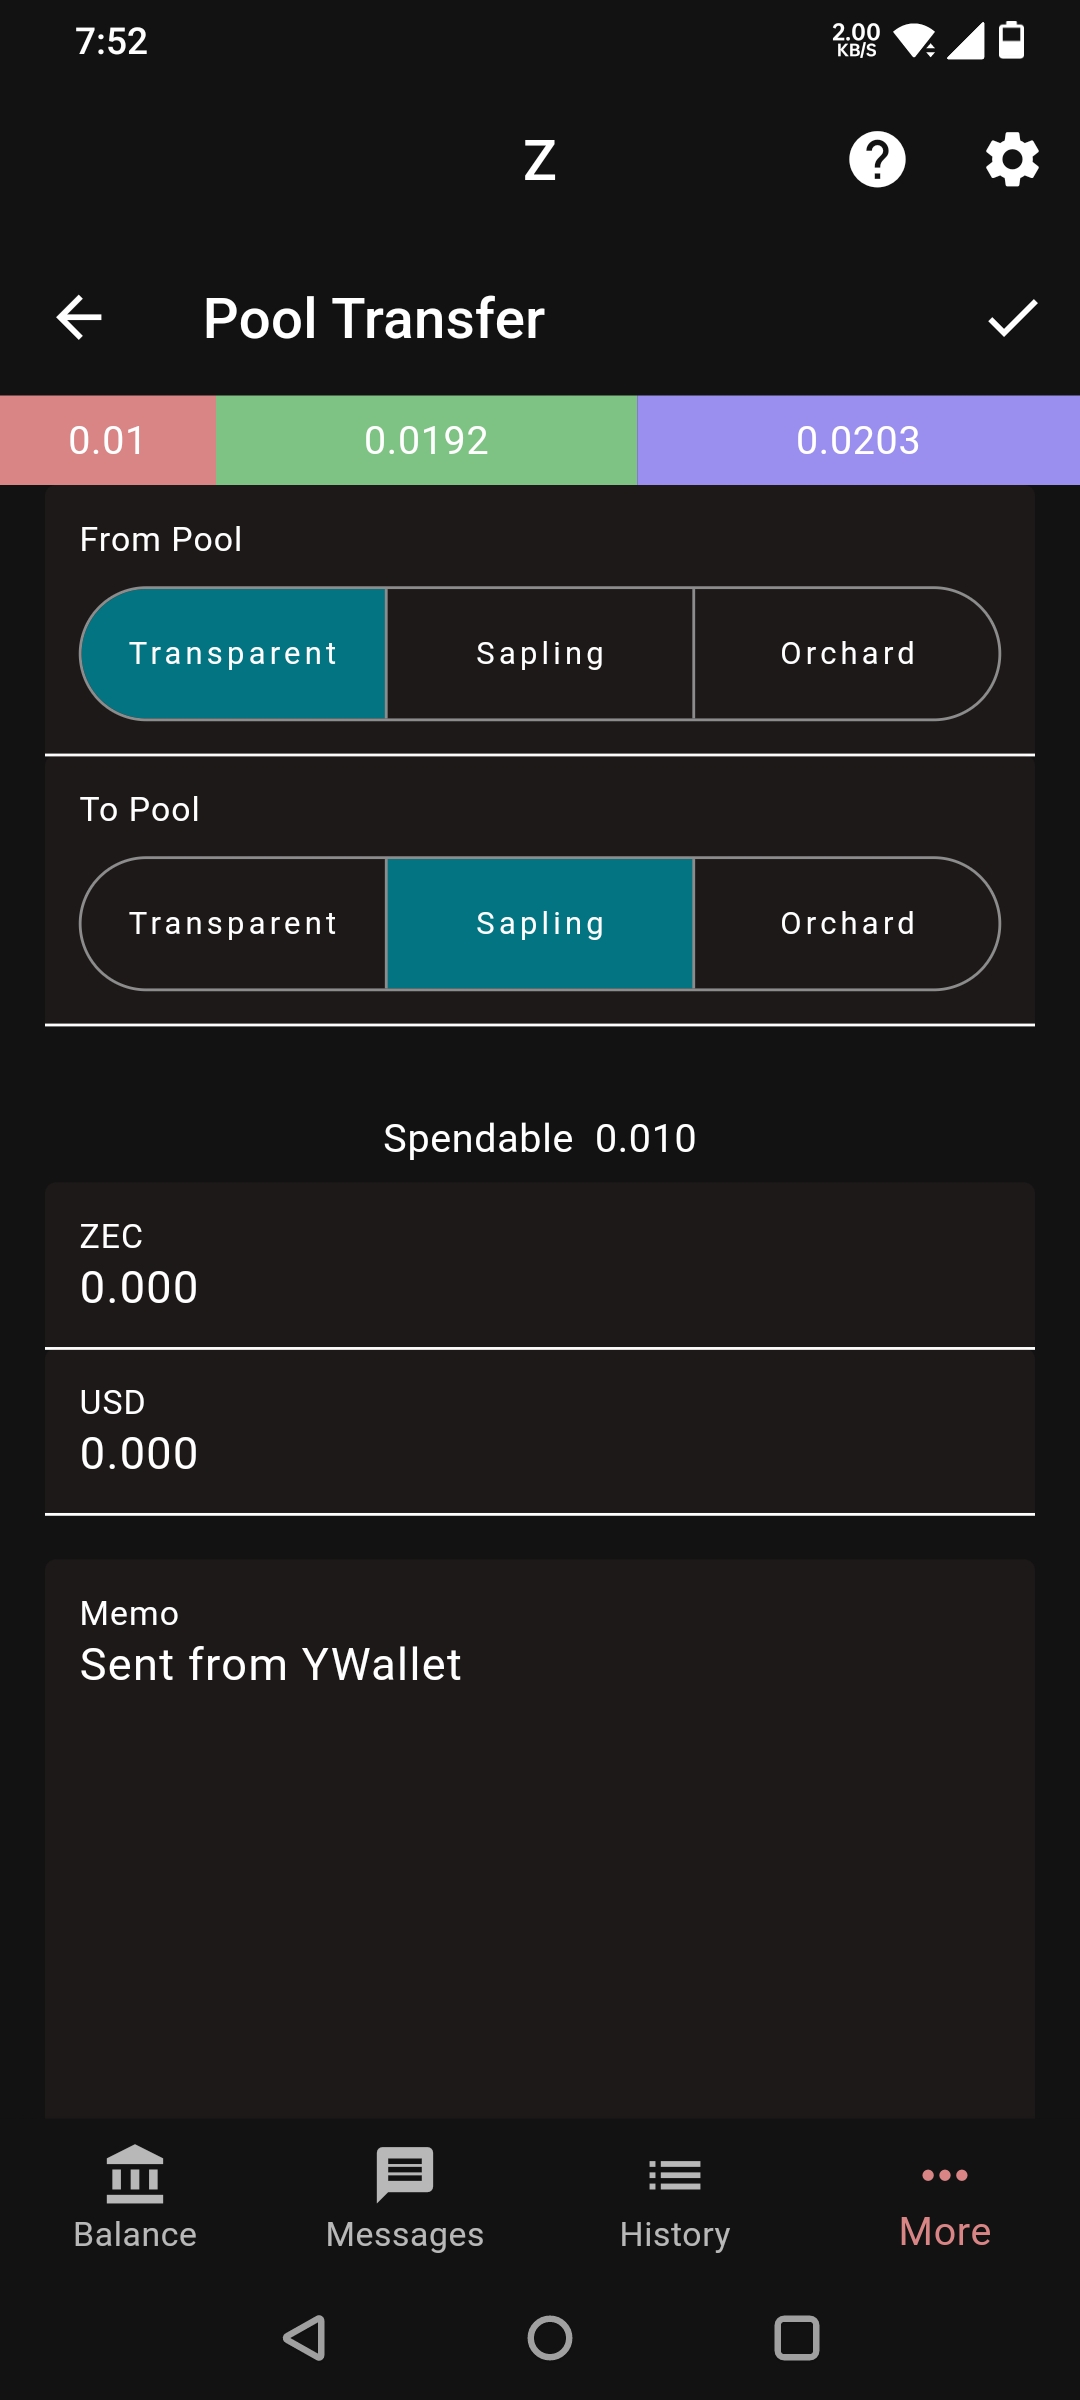 7:52
2.00
KB/S
Z
Pool Transfer
0.01 0.0192 0.0203
From Pool
Transparent Sapling Orchard
To Pool
Transparent Sapling Orchard
Spendable 0.010
ZEC
0.000
USD
0.000
Memo
Sent from YWallet
Balance Messages History More